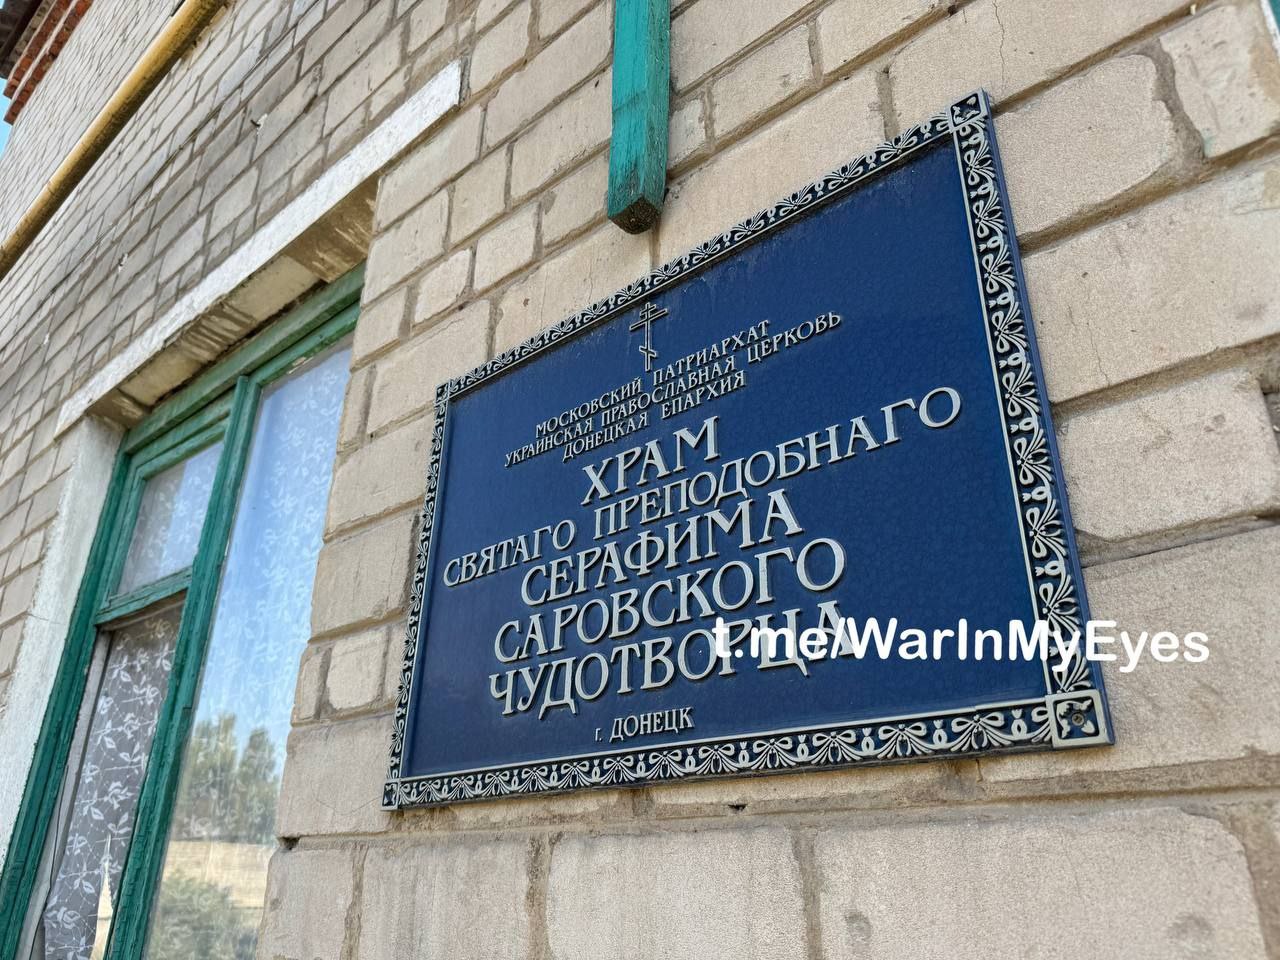 МОСКОВСКИЙ ПАТРИАРХАТ
УКРАИНСКАЯ ПРАВОСЛАВНАЯ ЦЕРКОВЬ
ДОНЕЦКАЯ ЕПАРХИЯ
ХРАМ
СВЯТАГО ПРЕПОДОБНАГО
СЕРАФИМА
САРОВСКОГО
ЧУДОТВОРЦА
t.me/WarInMyEyes
г. ДОНЕЦК